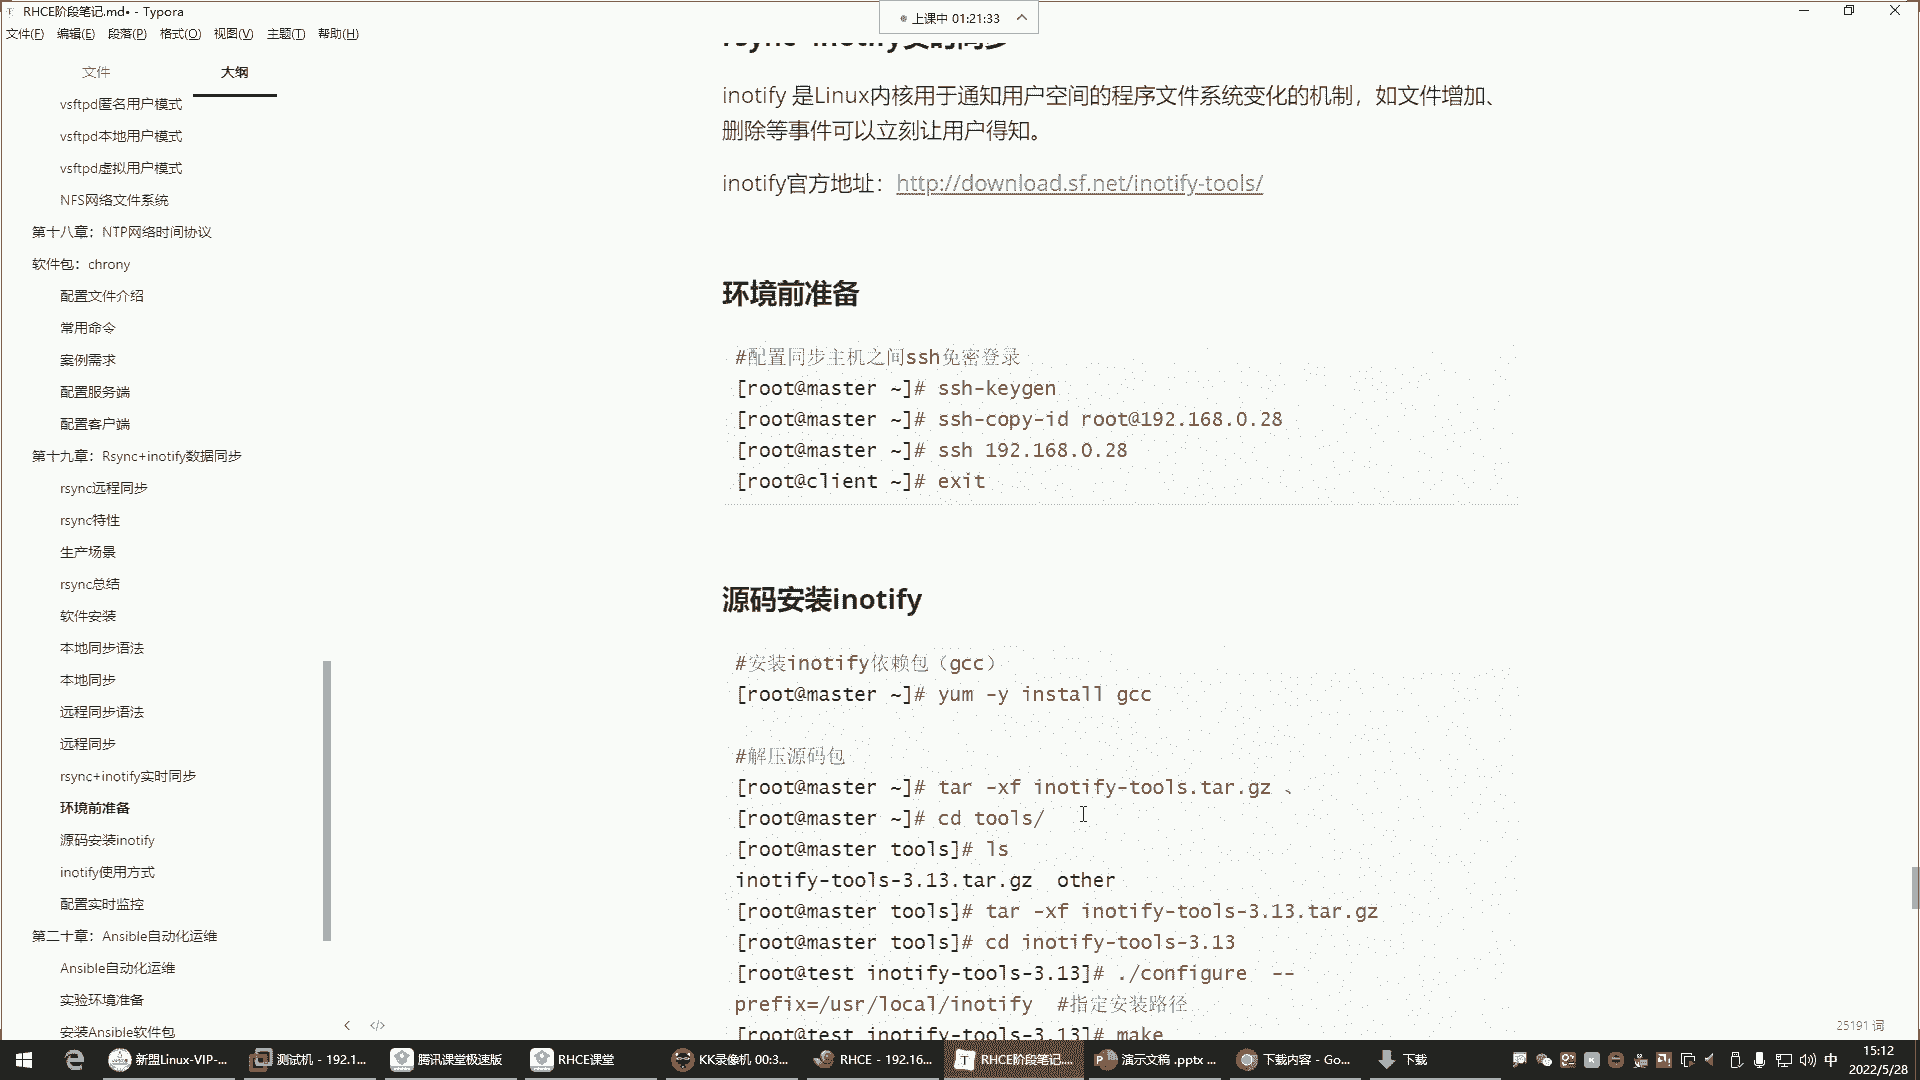 RHCE阶段笔记.md• - Typora
上课中 01:21:33
文件(F) 编辑(E) 段落(P) 格式(O) 视图(V) 主题(T) 帮助(H)
文件 大纲
vsftpd匿名用户模式
vsftpd本地用户模式
vsftpd虚拟用户模式
NFS网络文件系统
第十八章：NTP网络时间协议
软件包：chrony
配置文件介绍
常用命令
案例需求
配置服务端
配置客户端
第十九章：Rsync+inotify数据同步
rsync远程同步
rsync特性
生产场景
rsync总结
软件安装
本地同步语法
本地同步
远程同步语法
远程同步
rsync+inotify实时同步
环境前准备
源码安装inotify
inotify使用方式
配置实时监控
第二十章：Ansible自动化运维
Ansible自动化运维
实验环境准备
安装Ansible软件包
rsync+inotify实时同步
inotify 是Linux内核用于通知用户空间的程序文件系统变化的机制，如文件增加、
删除等事件可以立刻让用户得知。
inotify官方地址：http://download.sf.net/inotify-tools/
环境前准备
#配置同步主机之间ssh免密登录
[root@master ~]# ssh-keygen
[root@master ~]# ssh-copy-id root@192.168.0.28
[root@master ~]# ssh 192.168.0.28
[root@client ~]# exit
源码安装inotify
#安装inotify依赖包（gcc）
[root@master ~]# yum -y install gcc
#解压源码包
[root@master ~]# tar -xf inotify-tools.tar.gz 、
[root@master ~]# cd tools/
[root@master tools]# ls
inotify-tools-3.13.tar.gz  other
[root@master tools]# tar -xf inotify-tools-3.13.tar.gz
[root@master tools]# cd inotify-tools-3.13
[root@test inotify-tools-3.13]# ./configure  --
prefix=/usr/local/inotify  #指定安装路径
[root@test inotify-tools-3.13]# make
25191 词
新盟Linux-VIP-... 测试机 - 192.1... 腾讯课堂极速版 RHCE课堂 KK录像机 00:3... RHCE - 192.16... RHCE阶段笔记.... 演示文稿 .pptx ... 下载内容 - Go... 下载 中
15:12
2022/5/28